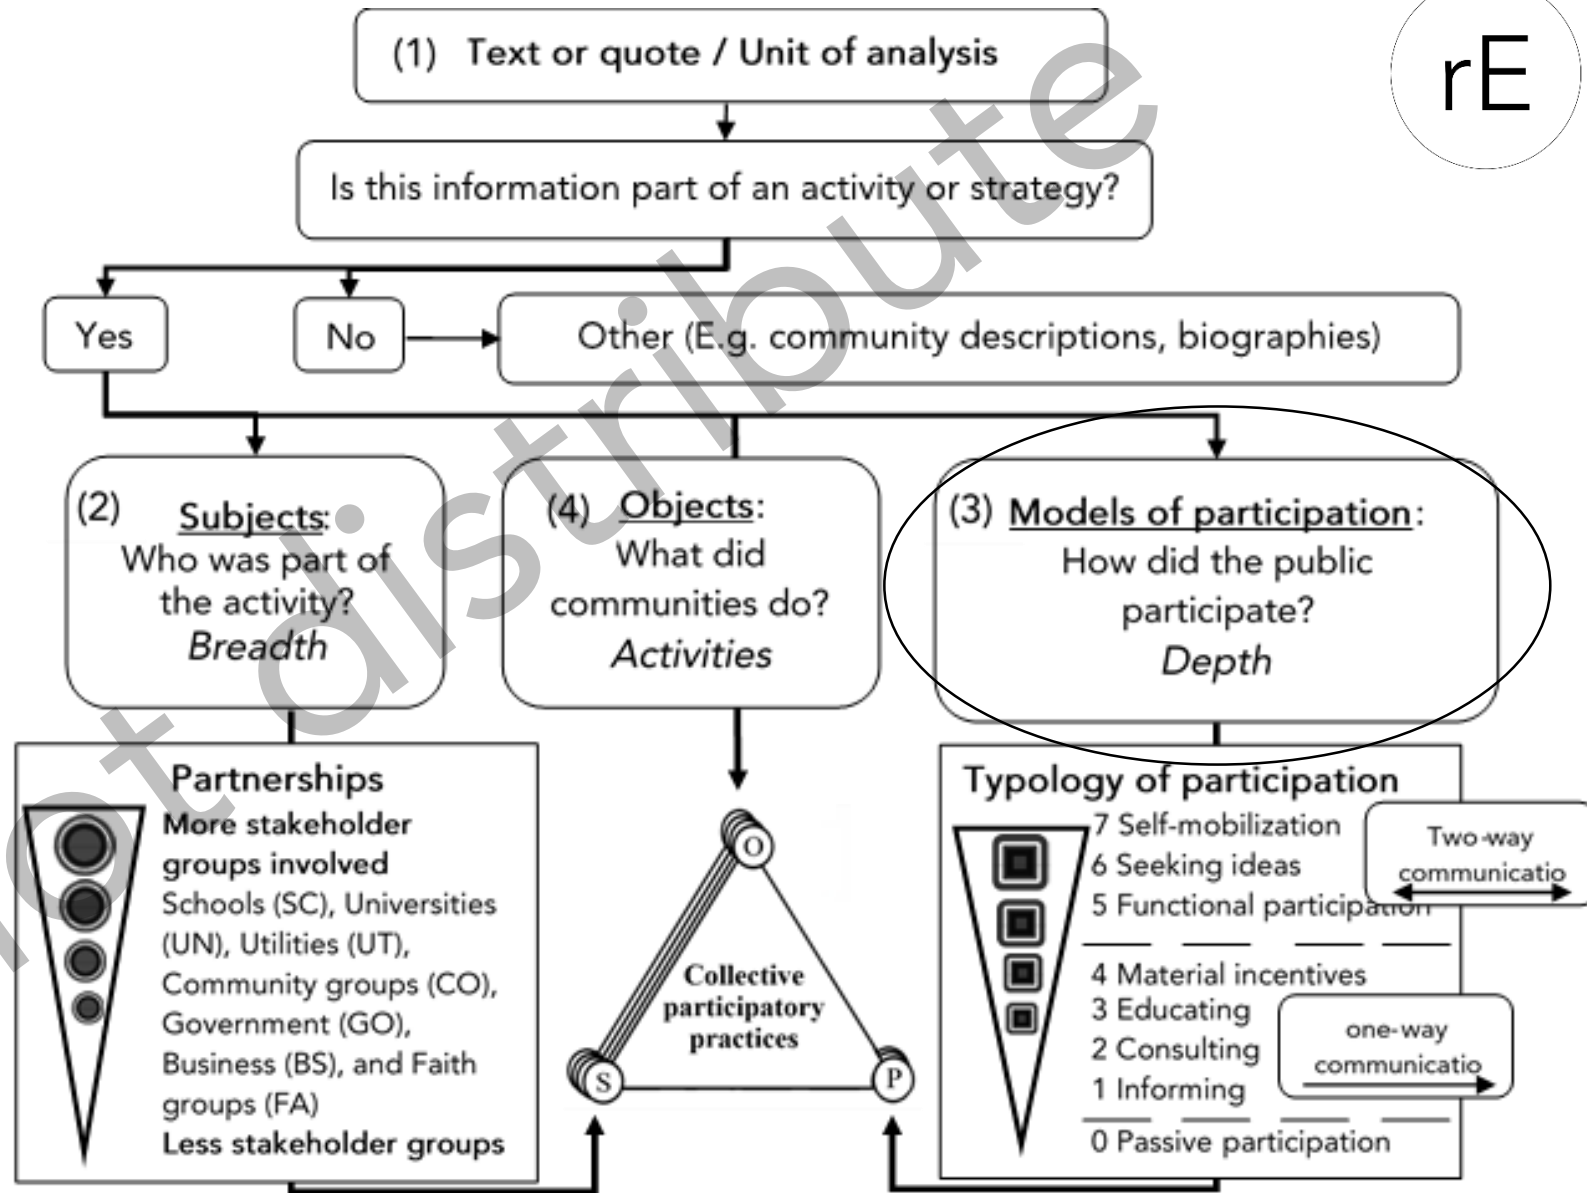 (1) Text or quote / Unit of analysis
rE
Is this information part of an activity or strategy?
Yes
No
Other (E.g. community descriptions, biographies)
(2) Subjects:
Who was part of
the activity?
Breadth
(4) Objects:
What did
communities do?
Activities
(3) Models of participation:
How did the public
participate?
Depth
Partnerships
More stakeholder
groups involved
Schools (SC), Universities
(UN), Utilities (UT),
Community groups (CO),
Government (GO),
Business (BS), and Faith
groups (FA)
Less stakeholder groups
O
Collective
participatory
practices
S
P
Typology of participation
7 Self-mobilization
6 Seeking ideas
5 Functional participation
Two-way
communicatio
4 Material incentives
3 Educating
2 Consulting
1 Informing
one-way
communicatio
0 Passive participation
not distribute